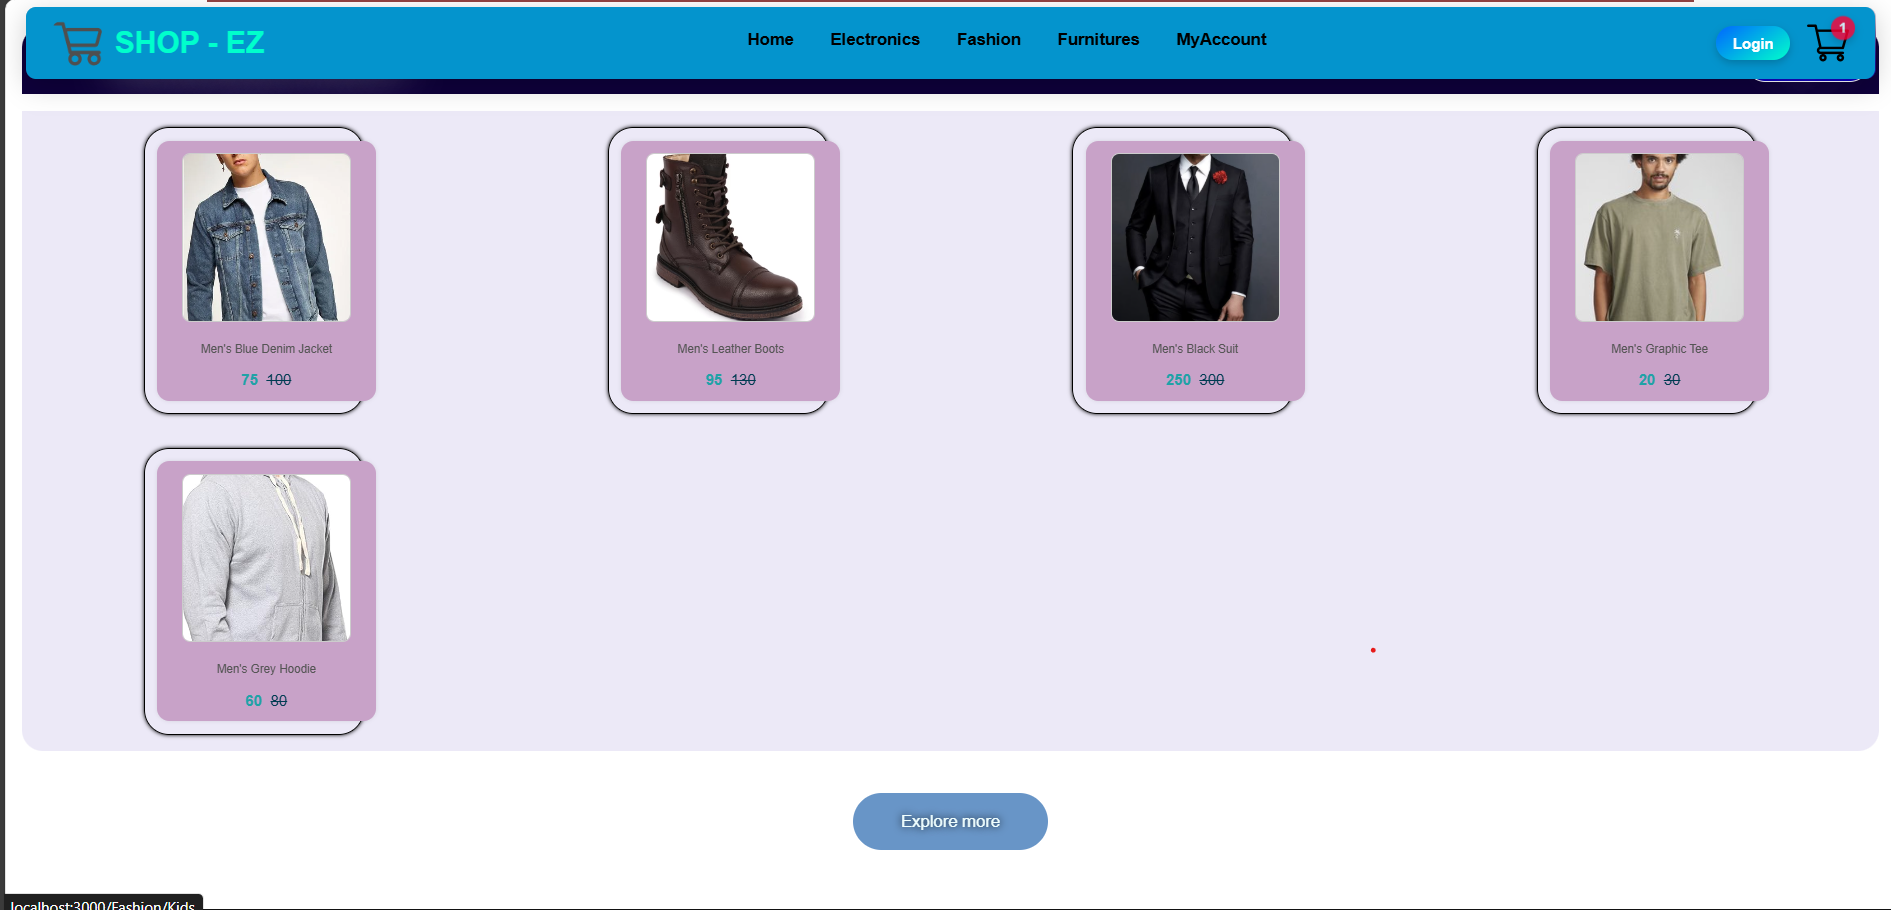 SHOP - EZ
Home Electronics Fashion Furnitures MyAccount
Login
1
Men's Blue Denim Jacket
75 100
Men's Leather Boots
95 130
Men's Black Suit
250 300
Men's Graphic Tee
20 30
Men's Grey Hoodie
60 80
Explore more
localhost:3000/Fashion/Kids